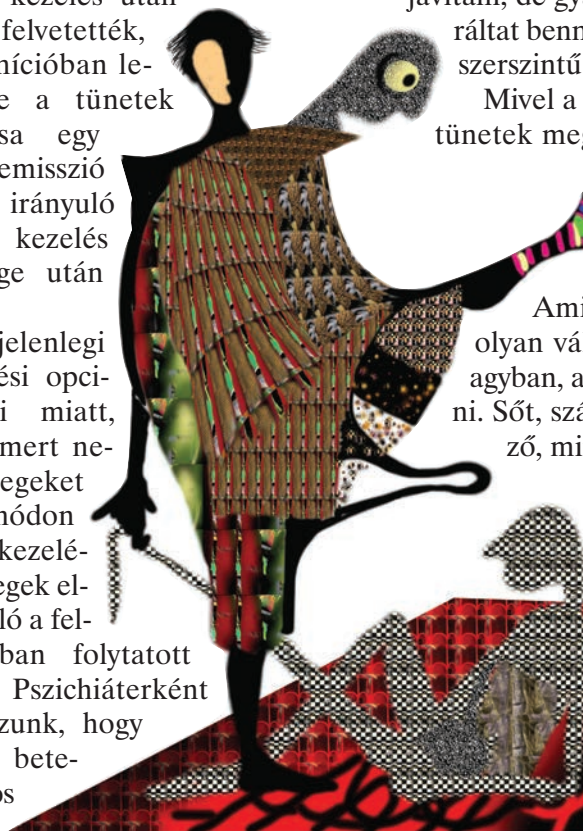 kezelés után
felvetették,
nícióban le-
e a tünetek
sa egy
emisszió
irányuló
kezelés
ge után
jelenlegi
ési opci-
i miatt,
mert ne-
egeket
módon
kezelé-
egek el-
ló a fel-
ban folytatott
Pszichiáterként
zunk, hogy
bete-
os
javítani, de gy
ráltat benn
szerszintű
Mivel a
tünetek meg
Ami
olyan vá
agyban, a
ni. Sőt, szá
ző, mi